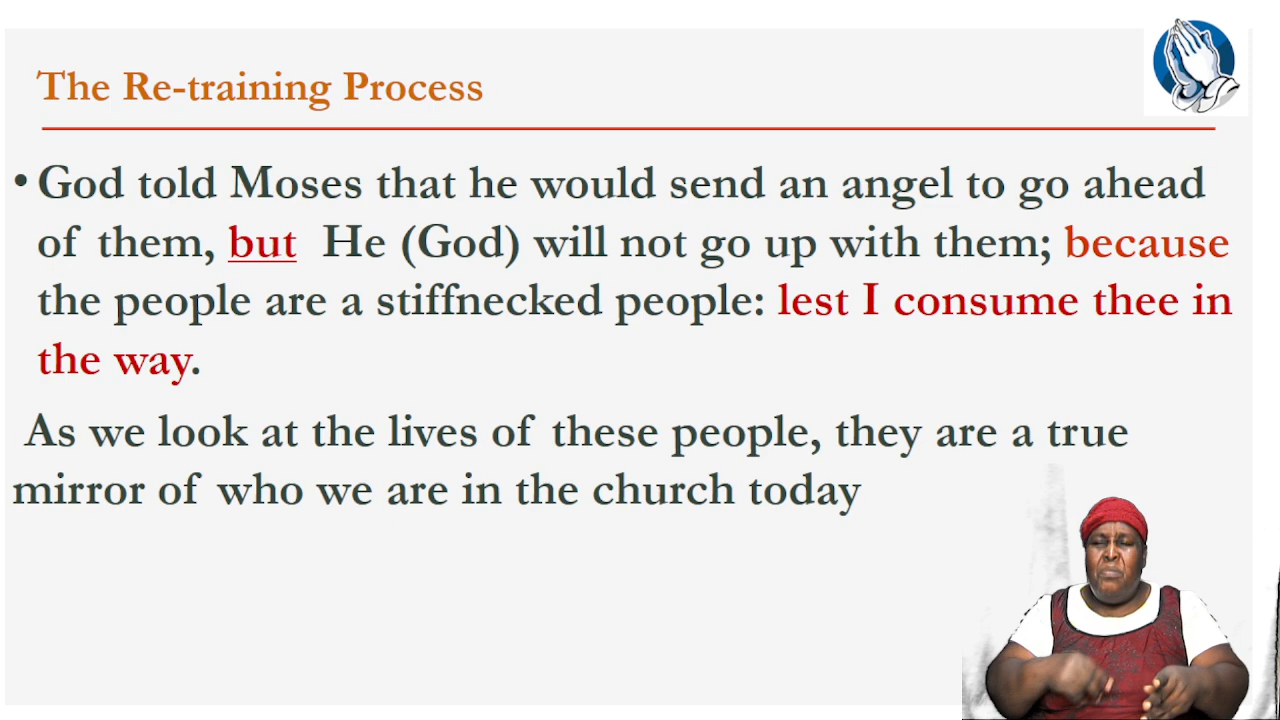 The Re-training Process
• God told Moses that he would send an angel to go ahead
of them, but He (God) will not go up with them; because
the people are a stiffnecked people: lest I consume thee in
the way.
As we look at the lives of these people, they are a true
mirror of who we are in the church today